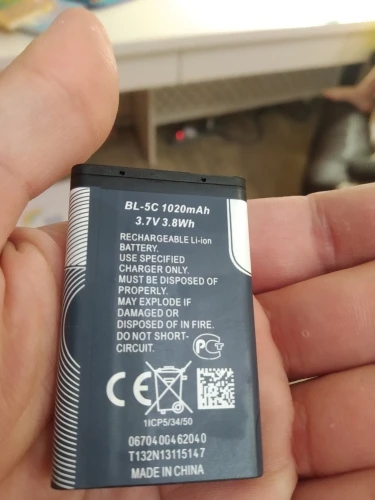 BL-5C 1020mAh
3.7V 3.8Wh
RECHARGEABLE Li-ion
BATTERY.
USE SPECIFIED
CHARGER ONLY.
MUST BE DISPOSED OF
PROPERLY.
MAY EXPLODE IF
DAMAGED OR
DISPOSED OF IN FIRE.
DO NOT SHORT-
CIRCUIT.
CE
1ICP5/34/50
0670400462040
T132N13115147
MADE IN CHINA